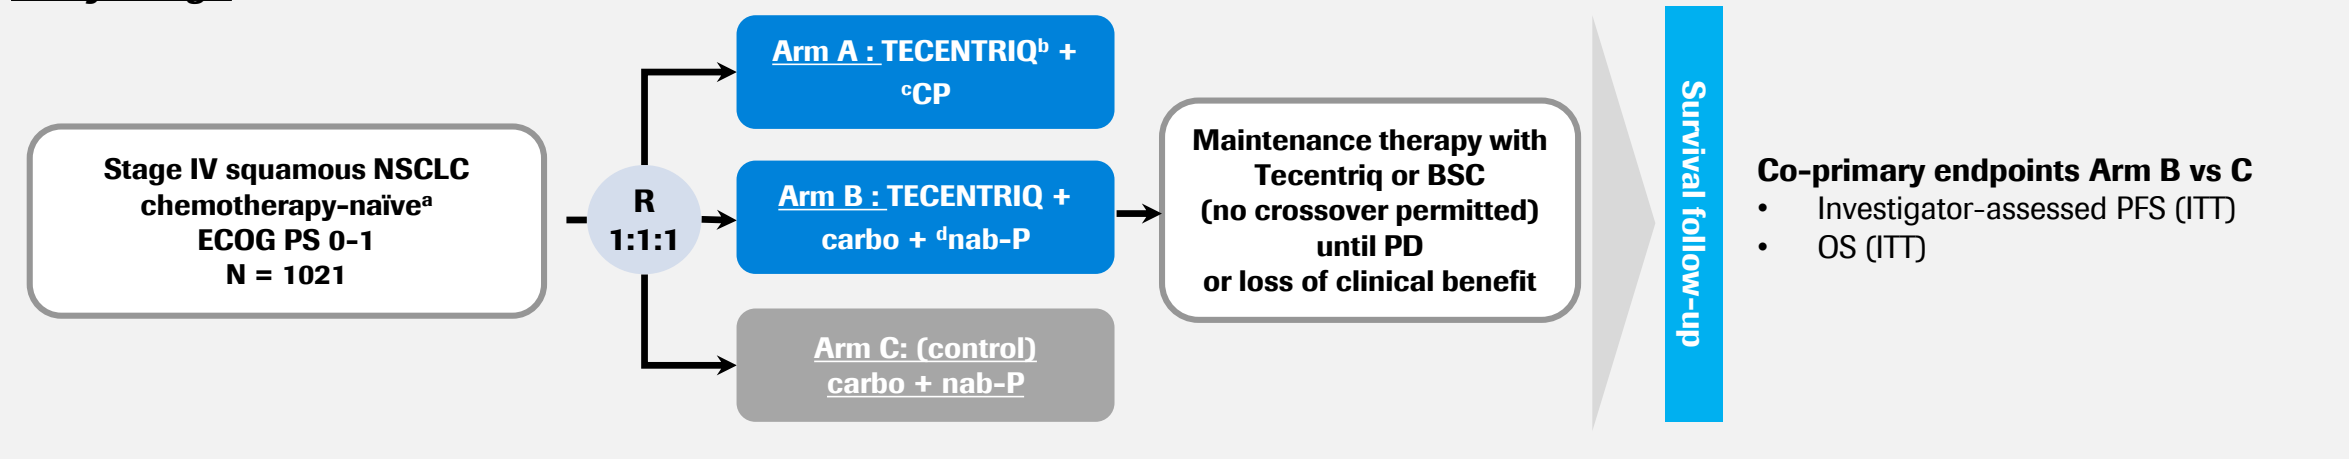 Stage IV squamous NSCLC
chemotherapy-naïveᵃ
ECOG PS 0-1
N = 1021
R
1:1:1
Arm A : TECENTRIQᵇ +
ᶜCP
Arm B : TECENTRIQ +
carbo + ᵈnab-P
Arm C: (control)
carbo + nab-P
Maintenance therapy with
Tecentriq or BSC
(no crossover permitted)
until PD
or loss of clinical benefit
Survival follow-up
Co-primary endpoints Arm B vs C
• Investigator-assessed PFS (ITT)
• OS (ITT)